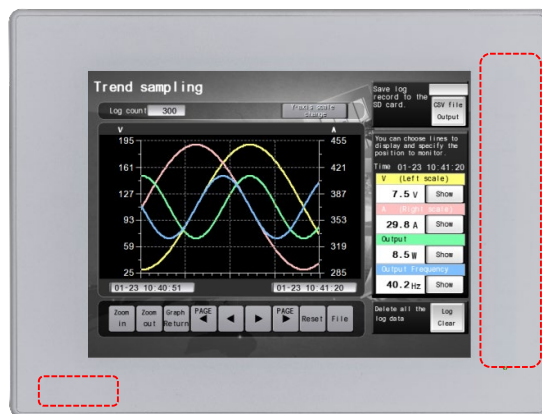 Trend sampling
Log count 300
Y-axis scale
change
V A
195 455
161 421
127 387
93 353
59 319
25 285
01-23 10:40:51 01-23 11:41:20
Zoom
in
Zoom
out
Graph
Return
PAGE
◀
◀
▶
PAGE
▶
Reset
File
Save log
record to the
SD card.
CSV file
Output
You can choose lines to
display and specify the
position to monitor.
Time 01-23 10:41:20
V (Left scale)
7.5 V Show
A (Right scale)
29.8 A Show
Output
8.5 W Show
Output Frequency
40.2 Hz Show
Delete all the
log data
Log
Clear